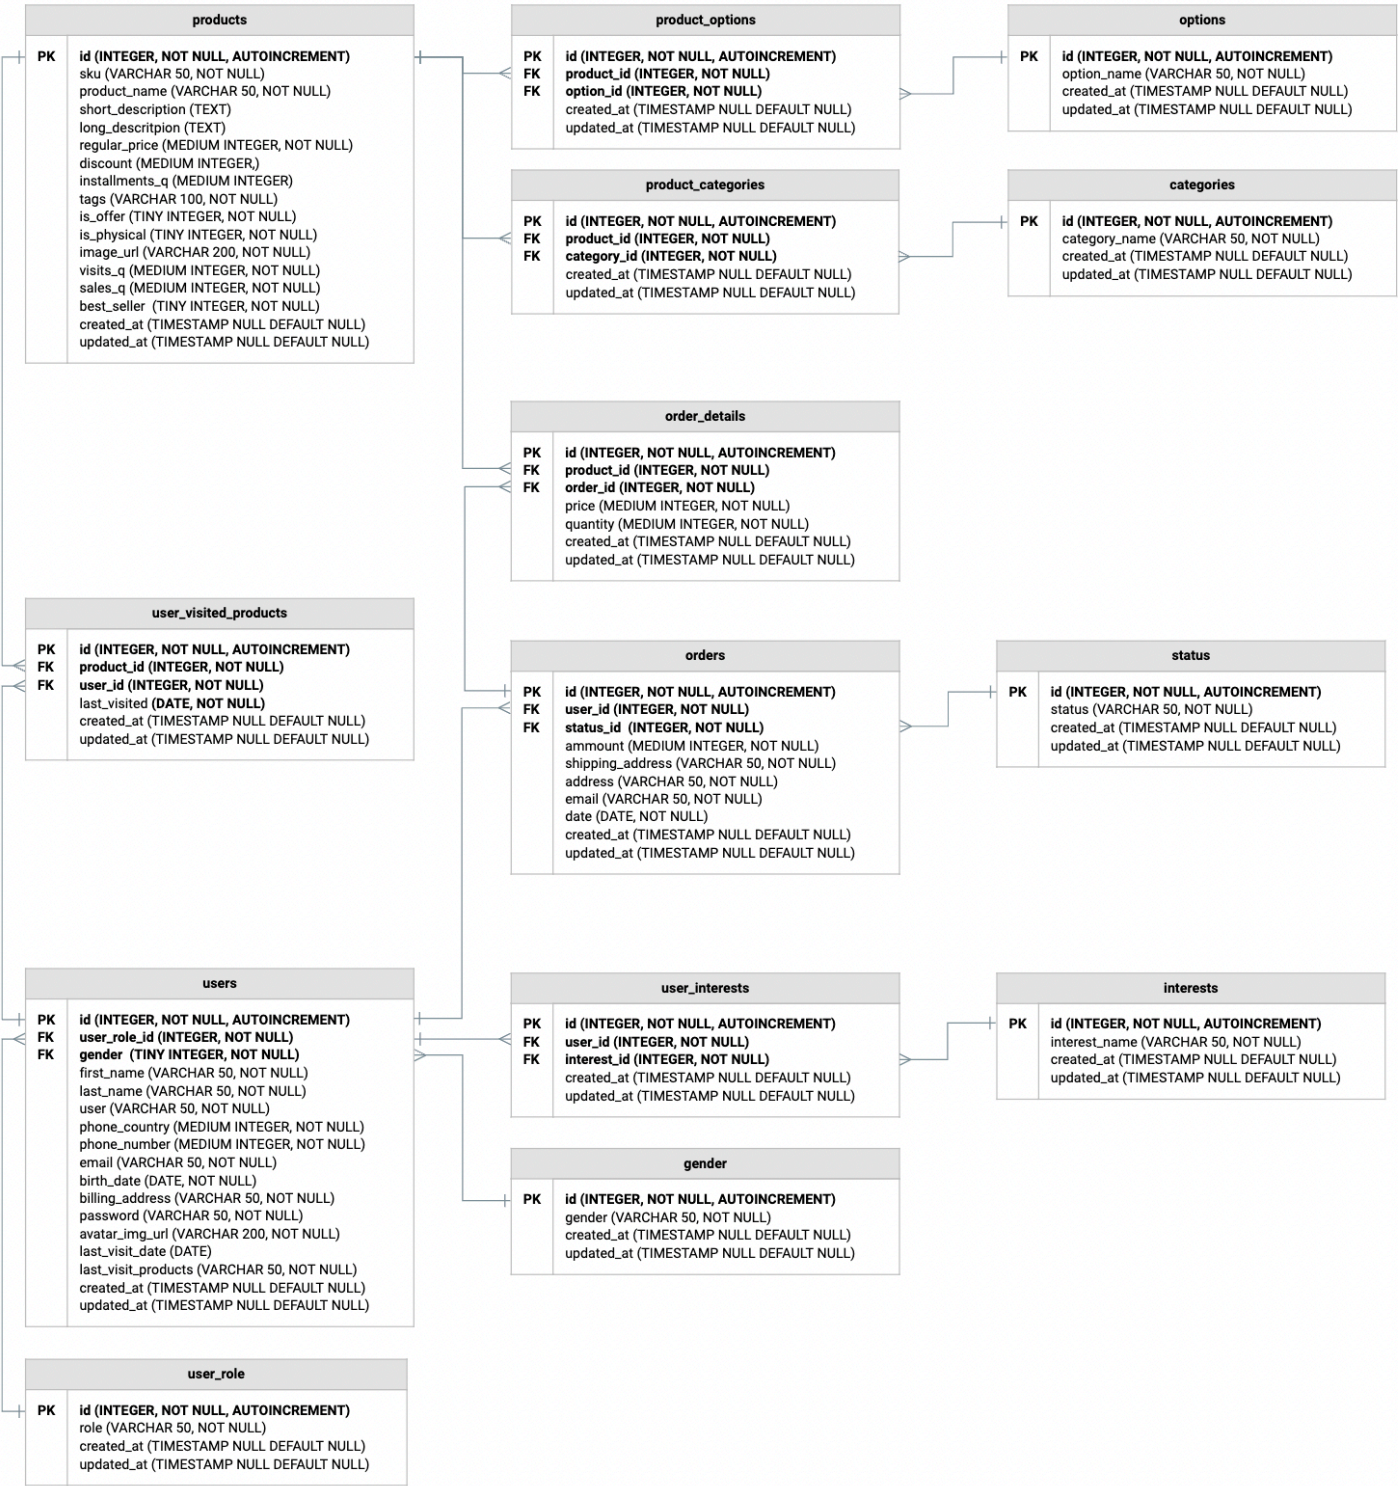 products
PK id (INTEGER, NOT NULL, AUTOINCREMENT)
sku (VARCHAR 50, NOT NULL)
product_name (VARCHAR 50, NOT NULL)
short_description (TEXT)
long_descritpion (TEXT)
regular_price (MEDIUM INTEGER, NOT NULL)
discount (MEDIUM INTEGER,)
installments_q (MEDIUM INTEGER)
tags (VARCHAR 100, NOT NULL)
is_offer (TINY INTEGER, NOT NULL)
is_physical (TINY INTEGER, NOT NULL)
image_url (VARCHAR 200, NOT NULL)
visits_q (MEDIUM INTEGER, NOT NULL)
sales_q (MEDIUM INTEGER, NOT NULL)
best_seller (TINY INTEGER, NOT NULL)
created_at (TIMESTAMP NULL DEFAULT NULL)
updated_at (TIMESTAMP NULL DEFAULT NULL)
product_options
PK id (INTEGER, NOT NULL, AUTOINCREMENT)
FK product_id (INTEGER, NOT NULL)
FK option_id (INTEGER, NOT NULL)
created_at (TIMESTAMP NULL DEFAULT NULL)
updated_at (TIMESTAMP NULL DEFAULT NULL)
options
PK id (INTEGER, NOT NULL, AUTOINCREMENT)
option_name (VARCHAR 50, NOT NULL)
created_at (TIMESTAMP NULL DEFAULT NULL)
updated_at (TIMESTAMP NULL DEFAULT NULL)
product_categories
PK id (INTEGER, NOT NULL, AUTOINCREMENT)
FK product_id (INTEGER, NOT NULL)
FK category_id (INTEGER, NOT NULL)
created_at (TIMESTAMP NULL DEFAULT NULL)
updated_at (TIMESTAMP NULL DEFAULT NULL)
categories
PK id (INTEGER, NOT NULL, AUTOINCREMENT)
category_name (VARCHAR 50, NOT NULL)
created_at (TIMESTAMP NULL DEFAULT NULL)
updated_at (TIMESTAMP NULL DEFAULT NULL)
order_details
PK id (INTEGER, NOT NULL, AUTOINCREMENT)
FK product_id (INTEGER, NOT NULL)
FK order_id (INTEGER, NOT NULL)
price (MEDIUM INTEGER, NOT NULL)
quantity (MEDIUM INTEGER, NOT NULL)
created_at (TIMESTAMP NULL DEFAULT NULL)
updated_at (TIMESTAMP NULL DEFAULT NULL)
user_visited_products
PK id (INTEGER, NOT NULL, AUTOINCREMENT)
FK product_id (INTEGER, NOT NULL)
FK user_id (INTEGER, NOT NULL)
last_visited (DATE, NOT NULL)
created_at (TIMESTAMP NULL DEFAULT NULL)
updated_at (TIMESTAMP NULL DEFAULT NULL)
orders
PK id (INTEGER, NOT NULL, AUTOINCREMENT)
FK user_id (INTEGER, NOT NULL)
FK status_id (INTEGER, NOT NULL)
ammount (MEDIUM INTEGER, NOT NULL)
shipping_address (VARCHAR 50, NOT NULL)
address (VARCHAR 50, NOT NULL)
email (VARCHAR 50, NOT NULL)
date (DATE, NOT NULL)
created_at (TIMESTAMP NULL DEFAULT NULL)
updated_at (TIMESTAMP NULL DEFAULT NULL)
status
PK id (INTEGER, NOT NULL, AUTOINCREMENT)
status (VARCHAR 50, NOT NULL)
created_at (TIMESTAMP NULL DEFAULT NULL)
updated_at (TIMESTAMP NULL DEFAULT NULL)
users
PK id (INTEGER, NOT NULL, AUTOINCREMENT)
FK user_role_id (INTEGER, NOT NULL)
FK gender (TINY INTEGER, NOT NULL)
first_name (VARCHAR 50, NOT NULL)
last_name (VARCHAR 50, NOT NULL)
user (VARCHAR 50, NOT NULL)
phone_country (MEDIUM INTEGER, NOT NULL)
phone_number (MEDIUM INTEGER, NOT NULL)
email (VARCHAR 50, NOT NULL)
birth_date (DATE, NOT NULL)
billing_address (VARCHAR 50, NOT NULL)
password (VARCHAR 50, NOT NULL)
avatar_img_url (VARCHAR 200, NOT NULL)
last_visit_date (DATE)
last_visit_products (VARCHAR 50, NOT NULL)
created_at (TIMESTAMP NULL DEFAULT NULL)
updated_at (TIMESTAMP NULL DEFAULT NULL)
user_interests
PK id (INTEGER, NOT NULL, AUTOINCREMENT)
FK user_id (INTEGER, NOT NULL)
FK interest_id (INTEGER, NOT NULL)
created_at (TIMESTAMP NULL DEFAULT NULL)
updated_at (TIMESTAMP NULL DEFAULT NULL)
interests
PK id (INTEGER, NOT NULL, AUTOINCREMENT)
interest_name (VARCHAR 50, NOT NULL)
created_at (TIMESTAMP NULL DEFAULT NULL)
updated_at (TIMESTAMP NULL DEFAULT NULL)
gender
PK id (INTEGER, NOT NULL, AUTOINCREMENT)
gender (VARCHAR 50, NOT NULL)
created_at (TIMESTAMP NULL DEFAULT NULL)
updated_at (TIMESTAMP NULL DEFAULT NULL)
user_role
PK id (INTEGER, NOT NULL, AUTOINCREMENT)
role (VARCHAR 50, NOT NULL)
created_at (TIMESTAMP NULL DEFAULT NULL)
updated_at (TIMESTAMP NULL DEFAULT NULL)